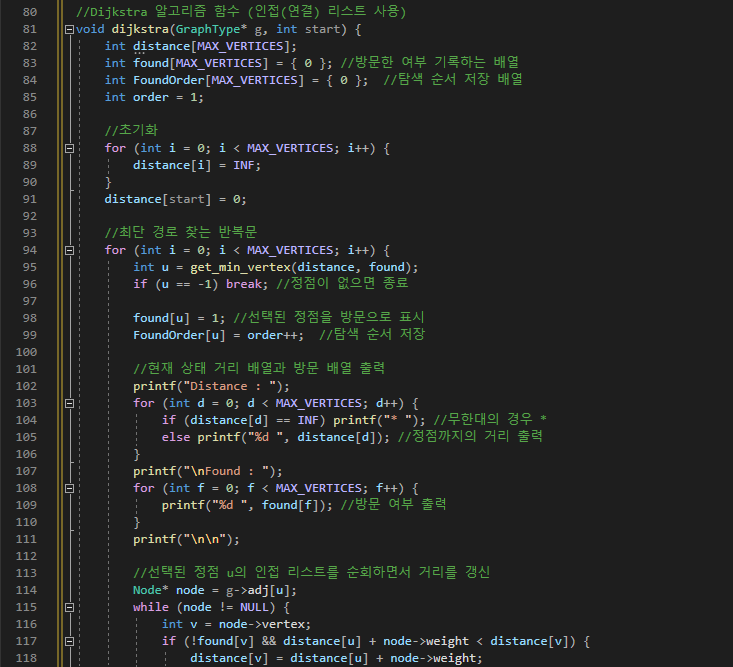 80 //Dijkstra 알고리즘 함수 (인접(연결) 리스트 사용)
81 void dijkstra(GraphType* g, int start) {
82 int distance[MAX_VERTICES];
83 int found[MAX_VERTICES] = { 0 }; //방문한 여부 기록하는 배열
84 int FoundOrder[MAX_VERTICES] = { 0 };  //탐색 순서 저장 배열
85 int order = 1;
86
87 //초기화
88 for (int i = 0; i < MAX_VERTICES; i++) {
89 distance[i] = INF;
90 }
91 distance[start] = 0;
92
93 //최단 경로 찾는 반복문
94 for (int i = 0; i < MAX_VERTICES; i++) {
95 int u = get_min_vertex(distance, found);
96 if (u == -1) break; //정점이 없으면 종료
97
98 found[u] = 1; //선택된 정점을 방문으로 표시
99 FoundOrder[u] = order++;  //탐색 순서 저장
100
101 //현재 상태 거리 배열과 방문 배열 출력
102 printf("Distance : ");
103 for (int d = 0; d < MAX_VERTICES; d++) {
104 if (distance[d] == INF) printf("* "); //무한대의 경우 *
105 else printf("%d ", distance[d]); //정점까지의 거리 출력
106 }
107 printf("\nFound : ");
108 for (int f = 0; f < MAX_VERTICES; f++) {
109 printf("%d ", found[f]); //방문 여부 출력
110 }
111 printf("\n\n");
112
113 //선택된 정점 u의 인접 리스트를 순회하면서 거리를 갱신
114 Node* node = g->adj[u];
115 while (node != NULL) {
116 int v = node->vertex;
117 if (!found[v] && distance[u] + node->weight < distance[v]) {
118 distance[v] = distance[u] + node->weight;